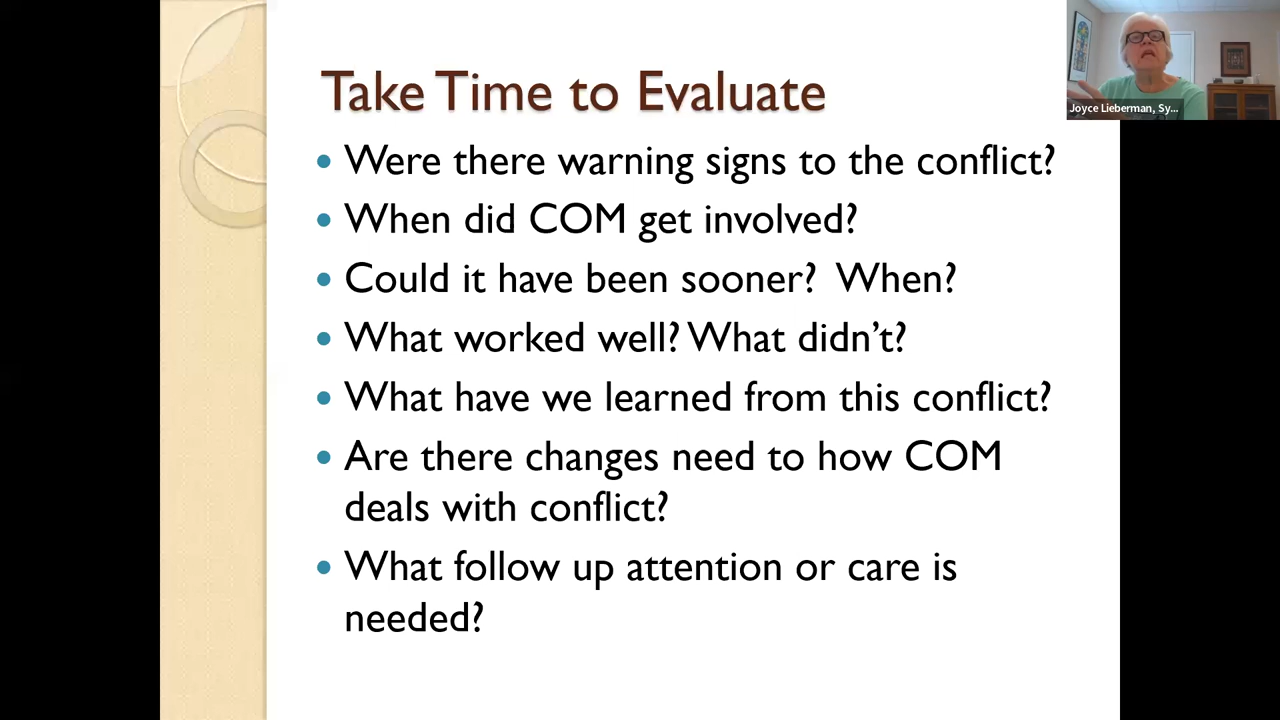 Take Time to Evaluate
Joyce Lieberman, Sy...
• Were there warning signs to the conflict?
• When did COM get involved?
• Could it have been sooner? When?
• What worked well? What didn't?
• What have we learned from this conflict?
• Are there changes need to how COM
deals with conflict?
• What follow up attention or care is
needed?